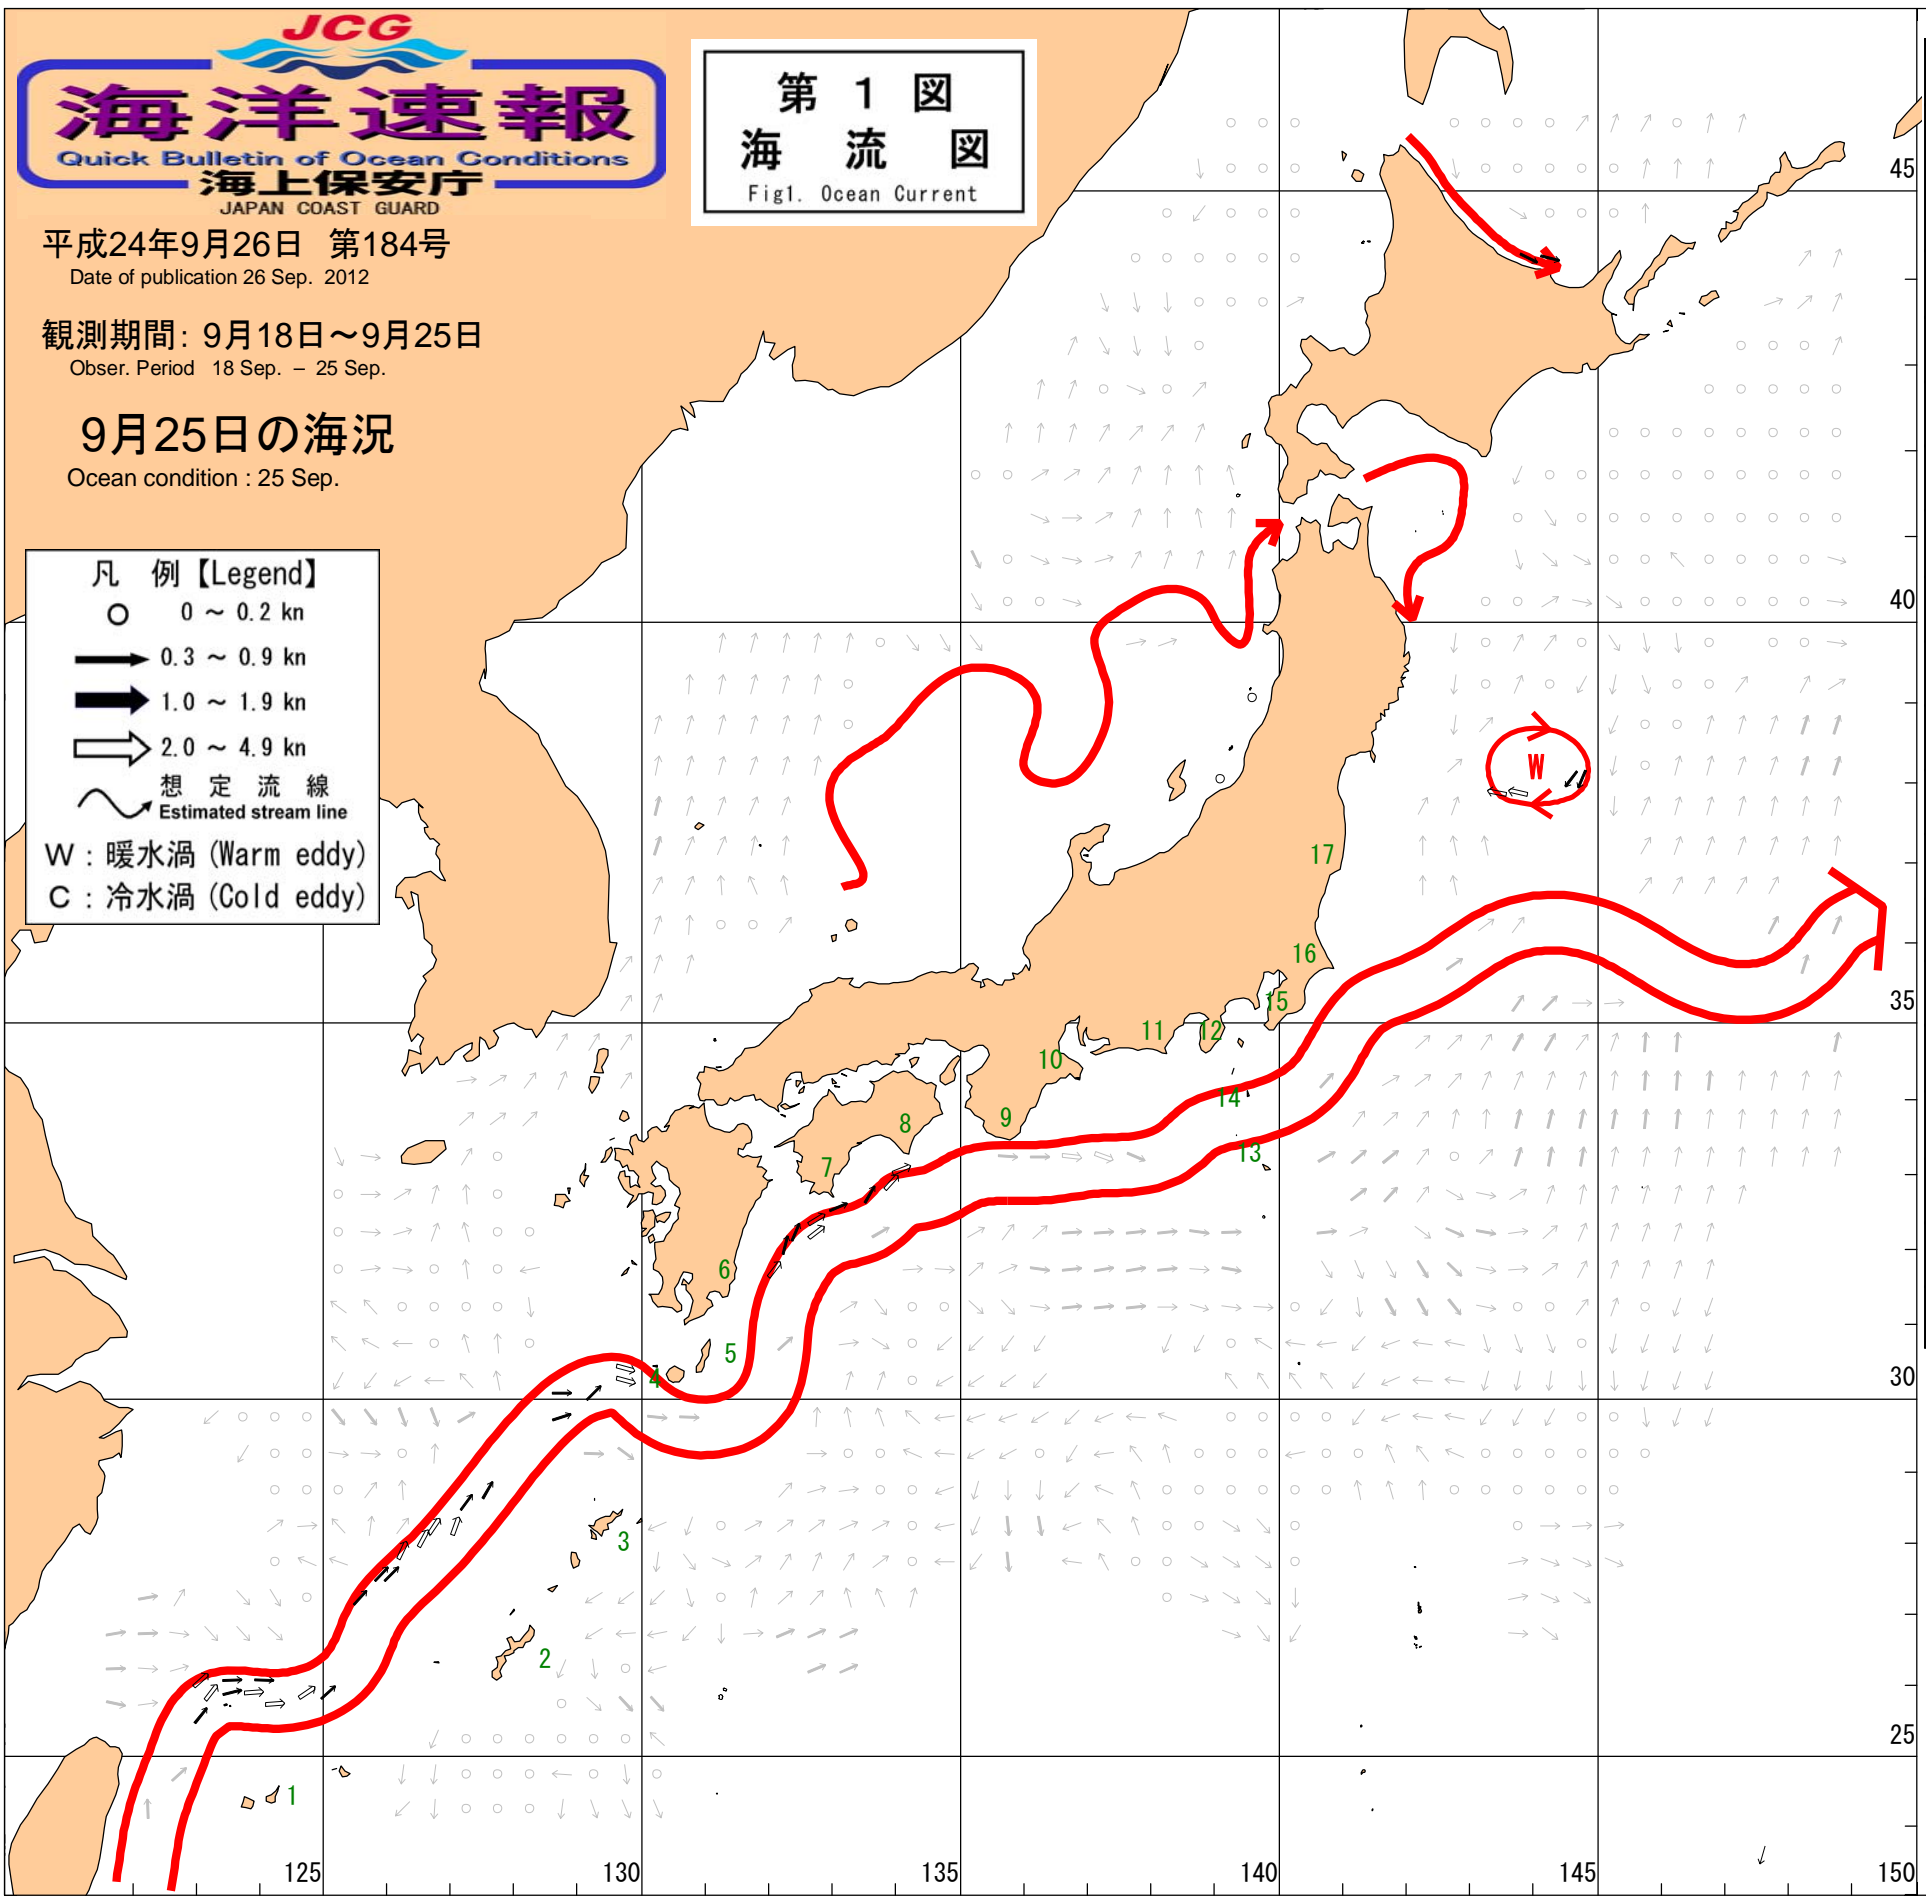 JCG
海洋速報
Quick Bulletin of Ocean Conditions
海上保安庁
JAPAN COAST GUARD
第 1 図
海 流 図
Fig1. Ocean Current
平成24年9月26日 第184号
Date of publication 26 Sep. 2012
観測期間: 9月18日～9月25日
Obser. Period 18 Sep. – 25 Sep.
9月25日の海況
Ocean condition : 25 Sep.
凡 例【Legend】
0 ～ 0.2 kn
0.3 ～ 0.9 kn
1.0 ～ 1.9 kn
2.0 ～ 4.9 kn
想 定 流 線
Estimated stream line
W : 暖水渦 (Warm eddy)
C : 冷水渦 (Cold eddy)
45
40
W
17
16
35
15
12
11
10
14
9
8
13
7
6
5
4
30
3
2
25
1
125
130
135
140
145
150